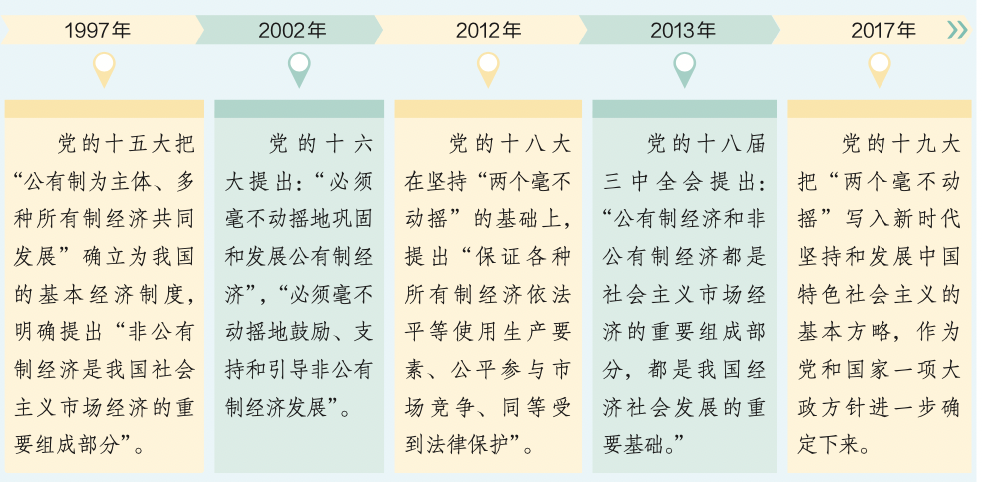 1997年
2002年
2012年
2013年
2017年
党的十五大把
“公有制为主体、多
种所有制经济共同
发展”确立为我国
的基本经济制度，
明确提出“非公有
制经济是我国社会
主义市场经济的重
要组成部分”。
党的十六
大提出：“必须
毫不动摇地巩固
和发展公有制经
济”，“必须毫不
动摇地鼓励、支
持和引导非公有
制经济发展”。
党的十八大
在坚持“两个毫不
动摇”的基础上，
提出“保证各种
所有制经济依法
平等使用生产要
素、公平参与市
场竞争、同等受
到法律保护”。
党的十八届
三中全会提出：
“公有制经济和非
公有制经济都是
社会主义市场经
济的重要组成部
分，都是我国经
济社会发展的重
要基础。”
党的十九大
把“两个毫不动
摇”写入新时代
坚持和发展中国
特色社会主义的
基本方略，作为
党和国家一项大
政方针进一步确
定下来。